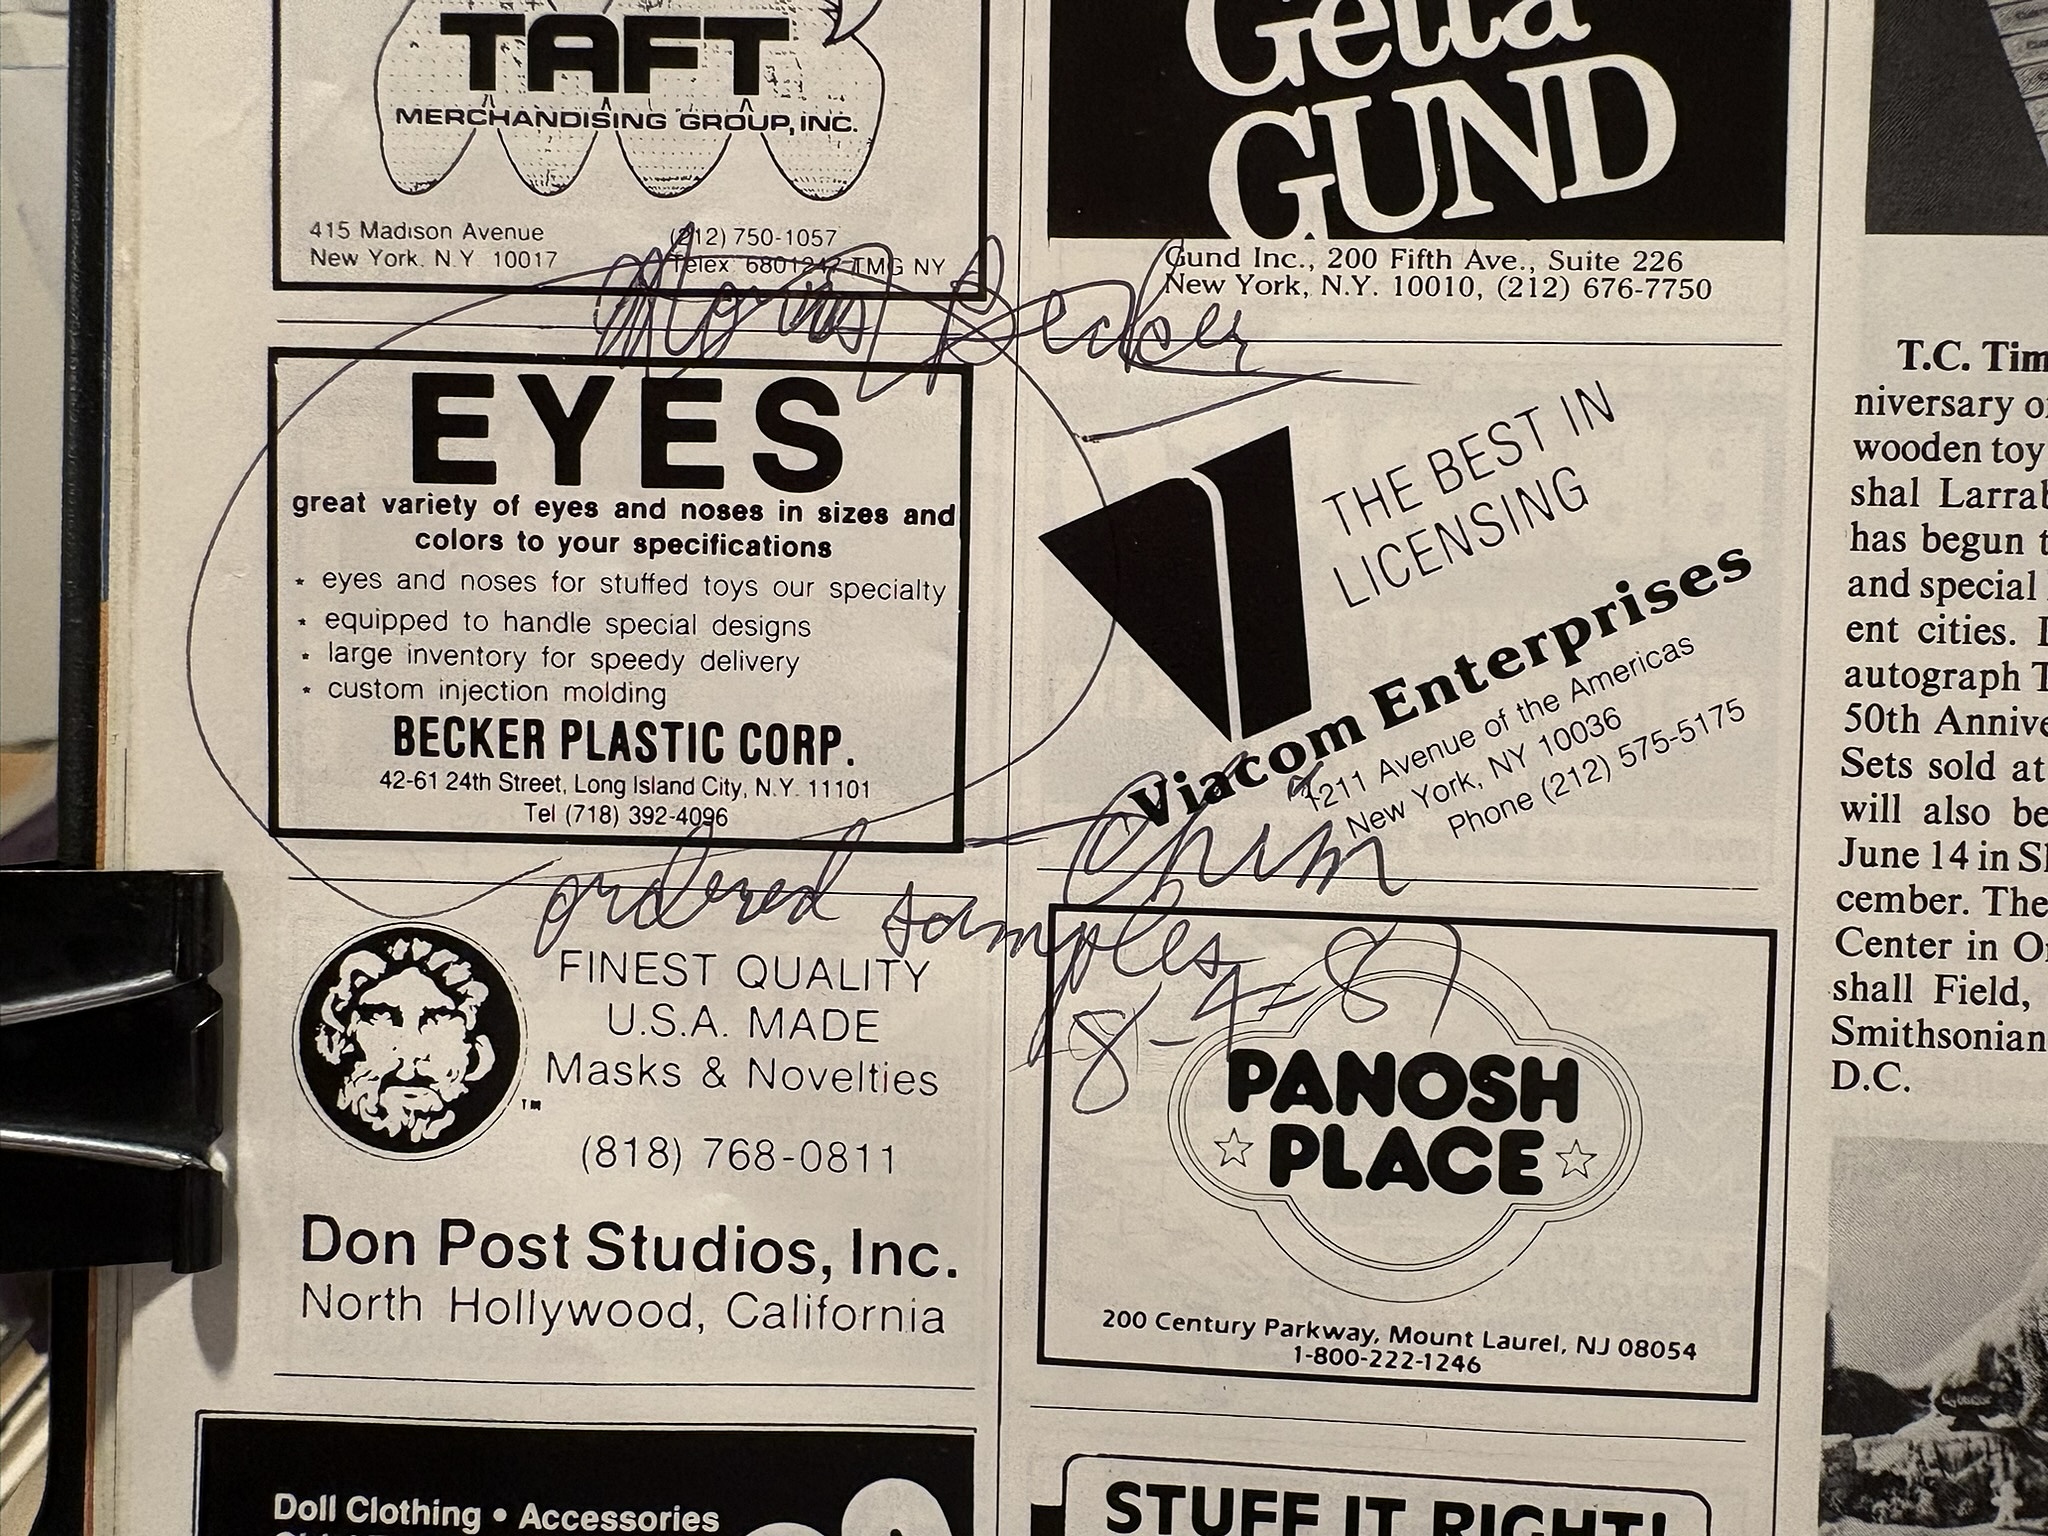 TAFT
MERCHANDISING GROUP, INC.
415 Madison Avenue
New York. N.Y 10017
(212) 750-1057
Telex 6801247 TMG NY
Getta
GUND
Gund Inc., 200 Fifth Ave., Suite 226
New York, N.Y. 10010, (212) 676-7750
Becker
EYES
great variety of eyes and noses in sizes and
colors to your specifications
* eyes and noses for stuffed toys our specialty
* equipped to handle special designs
* large inventory for speedy delivery
* custom injection molding
BECKER PLASTIC CORP.
42-61 24th Street, Long Island City, N.Y. 11101
Tel (718) 392-4096
THE BEST IN
LICENSING
Viacom Enterprises
1211 Avenue of the Americas
New York, NY 10036
Phone (212) 575-5175
ordered samples
8-4-87
FINEST QUALITY
U.S.A. MADE
Masks & Novelties
TM
(818) 768-0811
Don Post Studios, Inc.
North Hollywood, California
PANOSH
PLACE
200 Century Parkway, Mount Laurel, NJ 08054
1-800-222-1246
Doll Clothing • Accessories
STUFF IT RIGHT!
T.C. Tim
niversary o
wooden toy
shal Larrab
has begun t
and special
ent cities.
autograph T
50th Annive
Sets sold at
will also be
June 14 in S
cember. The
Center in O
shall Field,
Smithsonian
D.C.